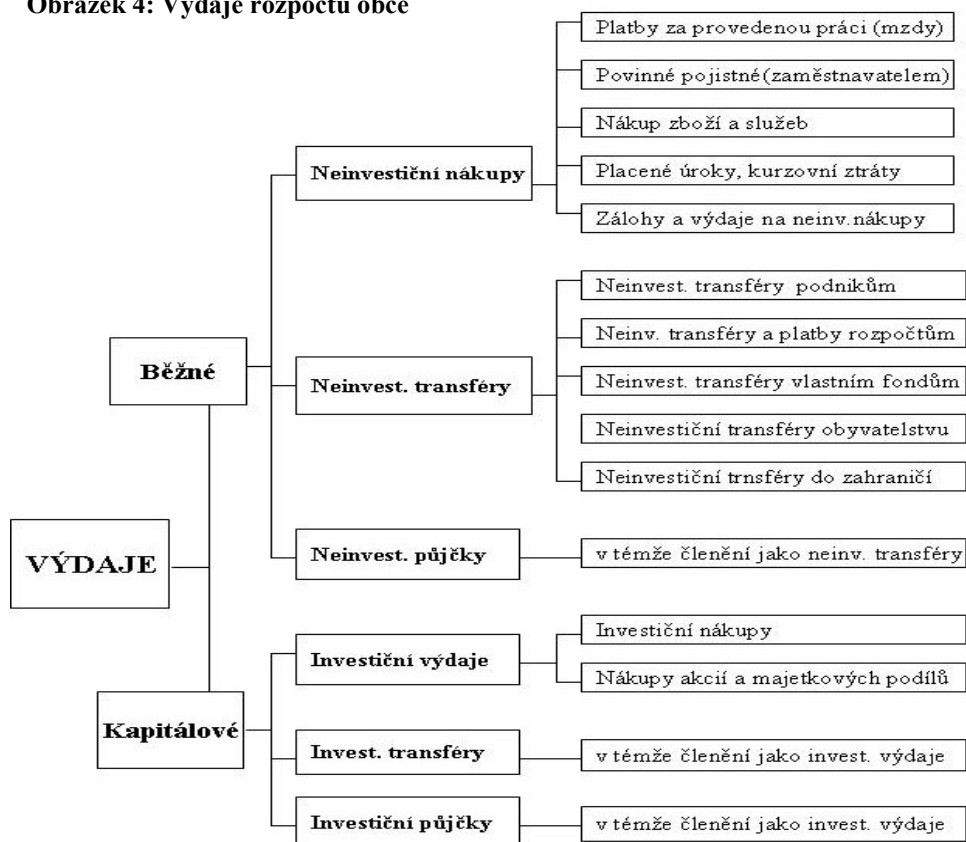 Obrázek 4: Výdaje rozpočtu obce
Platby za provedenou práci (mzdy)
Povinné pojistné(zaměstnavatelem)
Nákup zboží a služeb
Neinvestiční nákupy
Placené úroky, kurzovní ztráty
Zálohy a výdaje na neinv.nákupy
Neinvest. transféry podnikům
Neinv. transféry a platby rozpočtům
Běžné
Neinvest. transféry
Neinvest. transféry vlastním fondům
Neinvestiční transféry obyvatelstvu
Neinvestiční trnsféry do zahraničí
VÝDAJE
Neinvest. půjčky
v témže členění jako neinv. transféry
Investiční nákupy
Investiční výdaje
Nákupy akcií a majetkových podílů
Kapitálové
Invest. transféry
v témže členění jako invest. výdaje
Investiční půjčky
v témže členění jako invest. výdaje